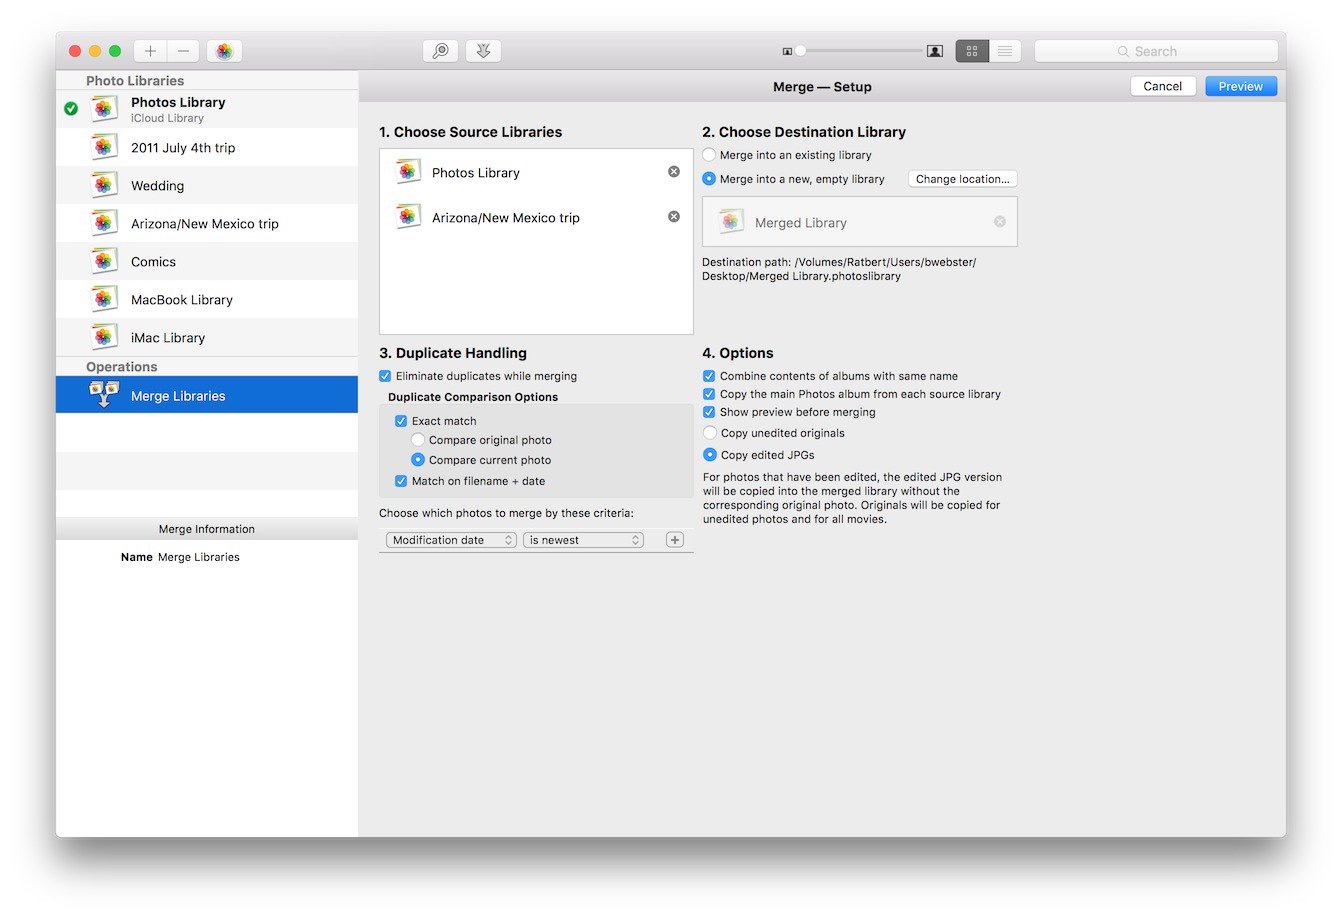 Search
Photo Libraries
Photos Library
iCloud Library
2011 July 4th trip
Wedding
Arizona/New Mexico trip
Comics
MacBook Library
iMac Library
Operations
Merge Libraries
Merge Information
Name Merge Libraries
Merge — Setup
Cancel
Preview
1. Choose Source Libraries
Photos Library
Arizona/New Mexico trip
2. Choose Destination Library
Merge into an existing library
Merge into a new, empty library
Change location...
Merged Library
Destination path: /Volumes/Ratbert/Users/bwebster/
Desktop/Merged Library.photoslibrary
3. Duplicate Handling
Eliminate duplicates while merging
Duplicate Comparison Options
Exact match
Compare original photo
Compare current photo
Match on filename + date
Choose which photos to merge by these criteria:
Modification date
is newest
4. Options
Combine contents of albums with same name
Copy the main Photos album from each source library
Show preview before merging
Copy unedited originals
Copy edited JPGs
For photos that have been edited, the edited JPG version
will be copied into the merged library without the
corresponding original photo. Originals will be copied for
unedited photos and for all movies.